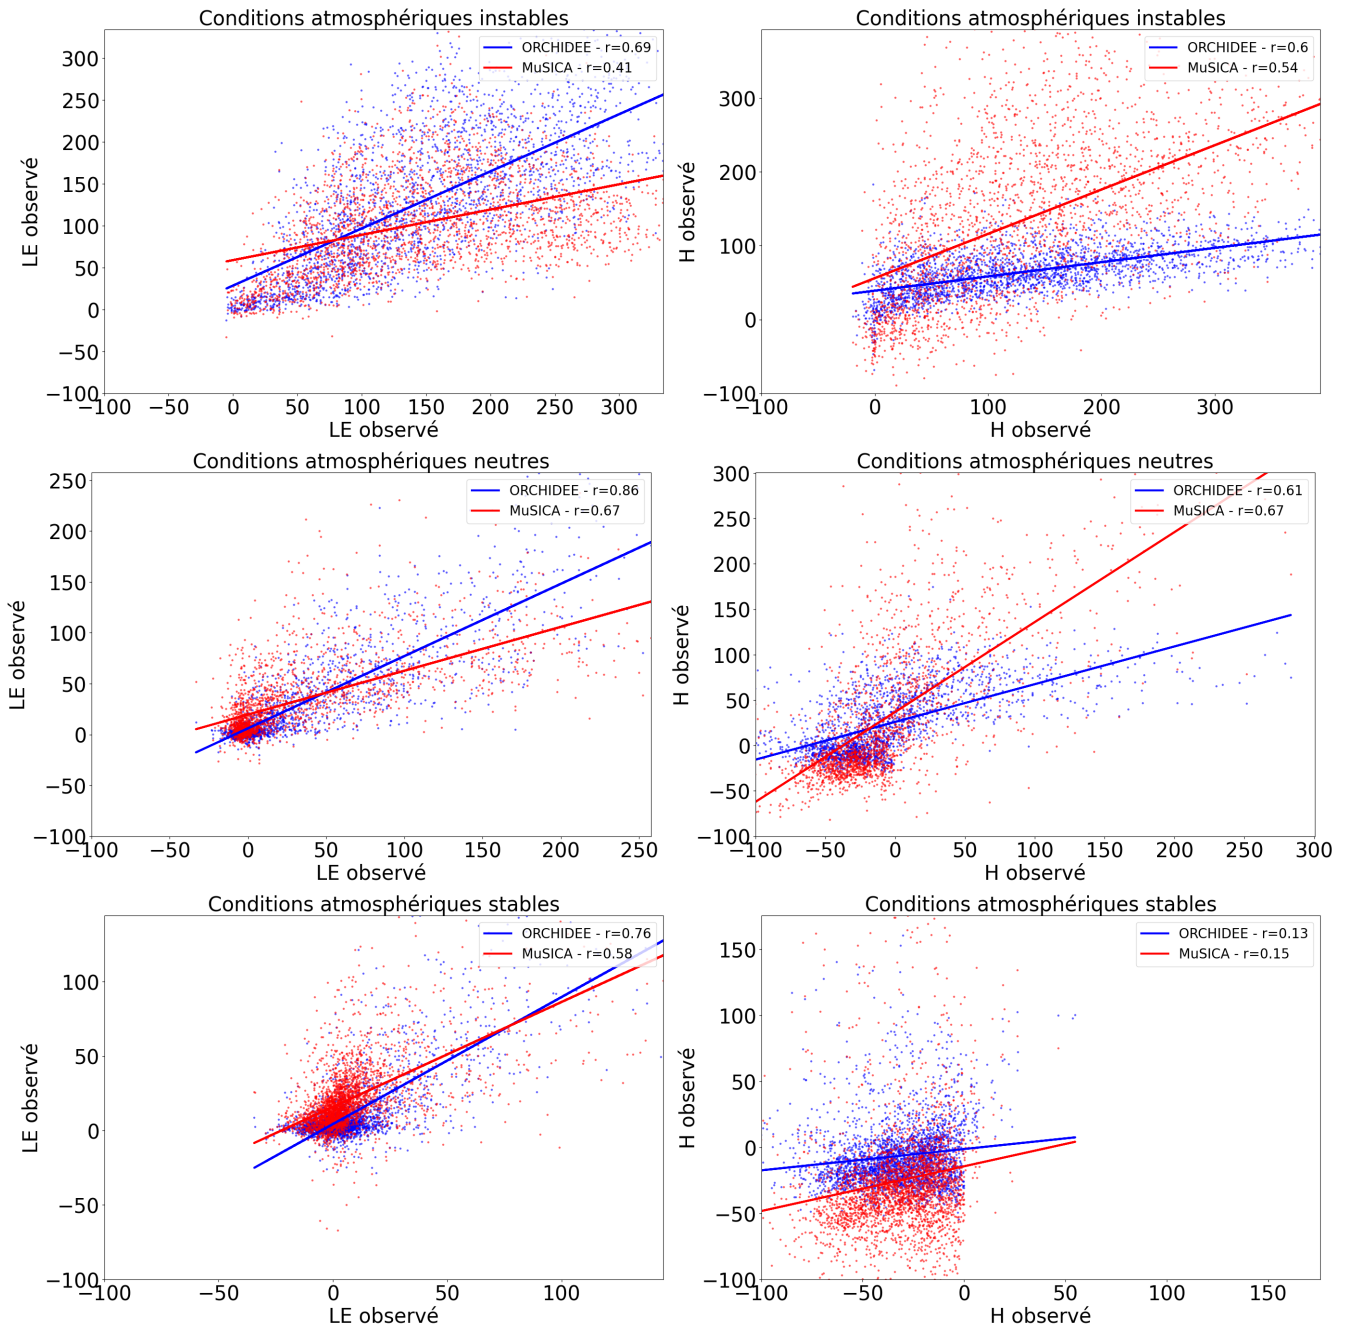 Conditions atmosphériques instables
ORCHIDEE - r=0.69
MuSICA - r=0.41
LE observé
300
250
200
150
100
50
0
−50
−100
−100 −50 0 50 100 150 200 250 300
LE observé
Conditions atmosphériques instables
ORCHIDEE - r=0.6
MuSICA - r=0.54
H observé
300
200
100
0
−100
−100 0 100 200 300
H observé
Conditions atmosphériques neutres
ORCHIDEE - r=0.86
MuSICA - r=0.67
LE observé
250
200
150
100
50
0
−50
−100
−100 −50 0 50 100 150 200 250
LE observé
Conditions atmosphériques neutres
ORCHIDEE - r=0.61
MuSICA - r=0.67
H observé
300
250
200
150
100
50
0
−50
−100
−100 −50 0 50 100 150 200 250 300
H observé
Conditions atmosphériques stables
ORCHIDEE - r=0.76
MuSICA - r=0.58
LE observé
100
50
0
−50
−100
−100 −50 0 50 100
LE observé
Conditions atmosphériques stables
ORCHIDEE - r=0.13
MuSICA - r=0.15
H observé
150
100
50
0
−50
−100
−100 −50 0 50 100 150
H observé